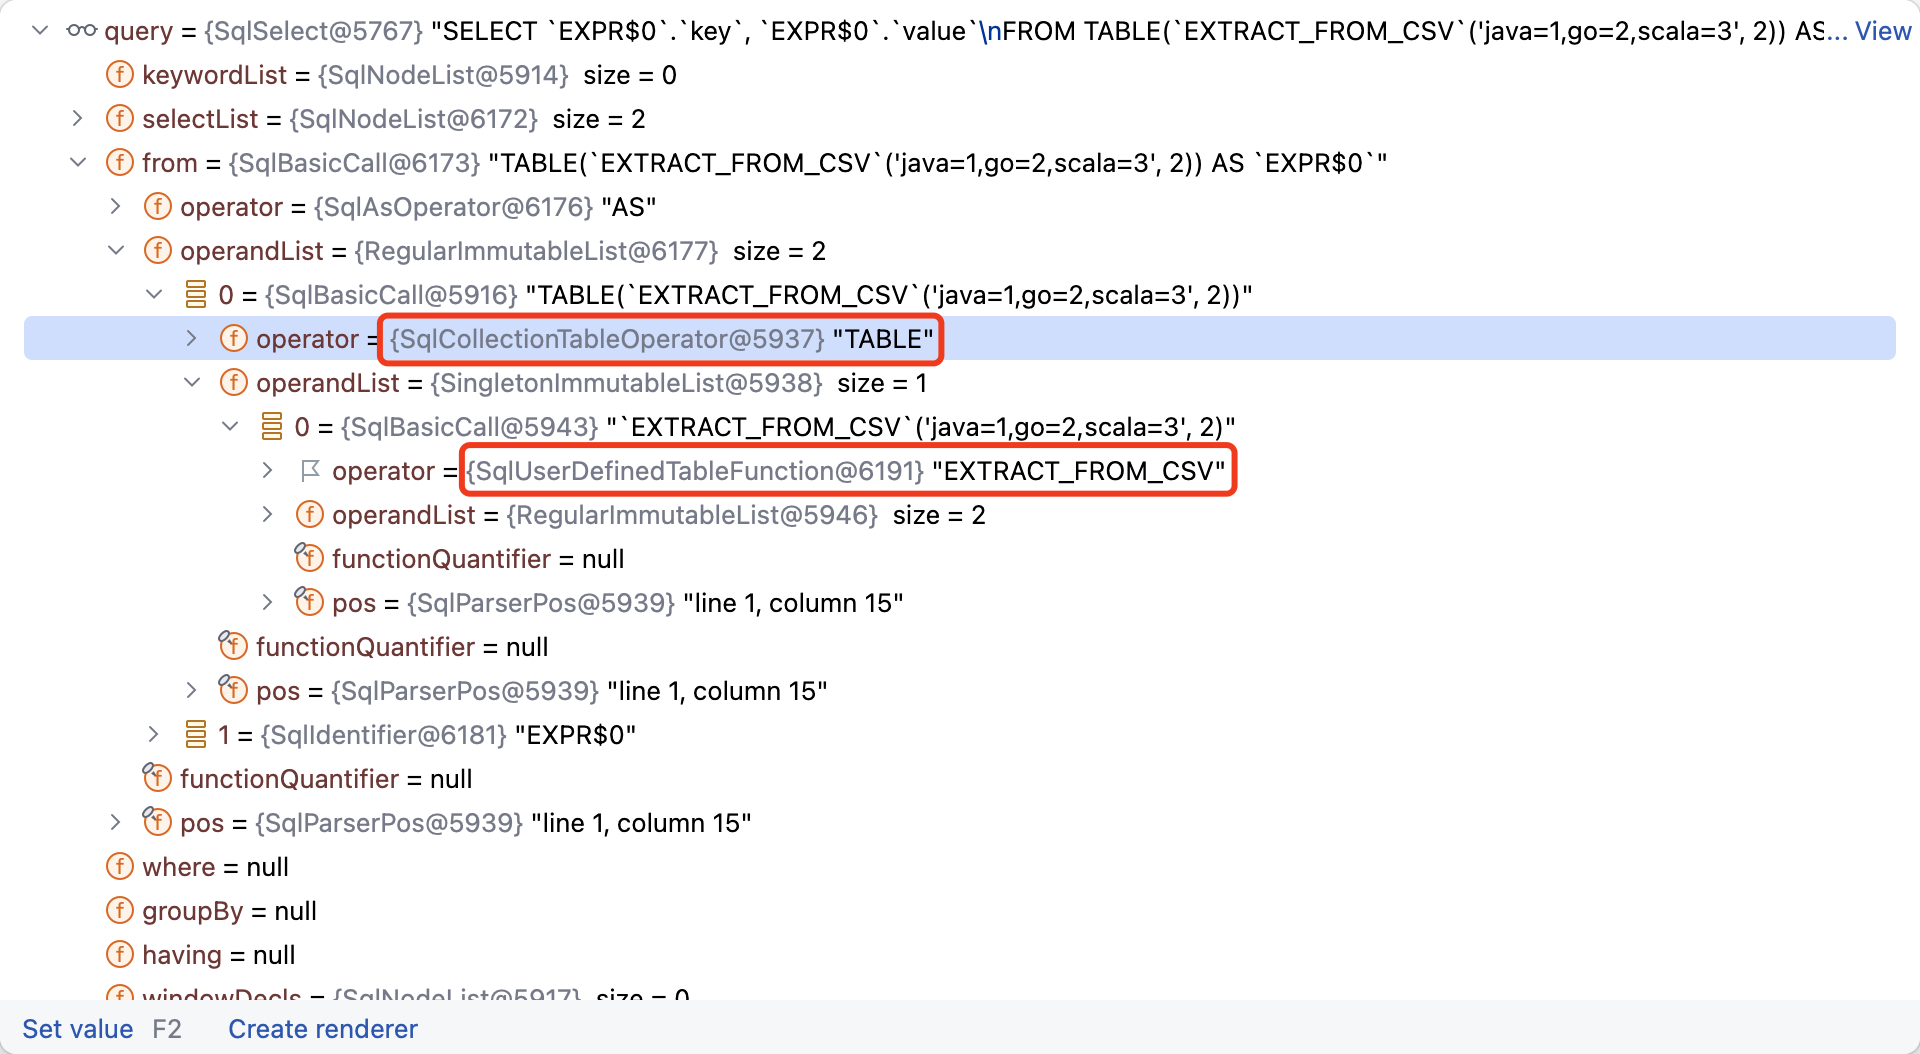 query = {SqlSelect@5767} "SELECT `EXPR$0`.`key`, `EXPR$0`.`value`\nFROM TABLE(`EXTRACT_FROM_CSV`('java=1,go=2,scala=3', 2)) AS... View
f keywordList = {SqlNodeList@5914} size = 0
f selectList = {SqlNodeList@6172} size = 2
f from = {SqlBasicCall@6173} "TABLE(`EXTRACT_FROM_CSV`('java=1,go=2,scala=3', 2)) AS `EXPR$0`"
f operator = {SqlAsOperator@6176} "AS"
f operandList = {RegularImmutableList@6177} size = 2
0 = {SqlBasicCall@5916} "TABLE(`EXTRACT_FROM_CSV`('java=1,go=2,scala=3', 2))"
f operator = {SqlCollectionTableOperator@5937} "TABLE"
f operandList = {SingletonImmutableList@5938} size = 1
0 = {SqlBasicCall@5943} "`EXTRACT_FROM_CSV`('java=1,go=2,scala=3', 2)"
operator = {SqlUserDefinedTableFunction@6191} "EXTRACT_FROM_CSV"
f operandList = {RegularImmutableList@5946} size = 2
f functionQuantifier = null
f pos = {SqlParserPos@5939} "line 1, column 15"
f functionQuantifier = null
f pos = {SqlParserPos@5939} "line 1, column 15"
1 = {SqlIdentifier@6181} "EXPR$0"
f functionQuantifier = null
f pos = {SqlParserPos@5939} "line 1, column 15"
f where = null
f groupBy = null
f having = null
f windowDecls = {SqlNodeList@5917} size = 0
Set value F2 Create renderer